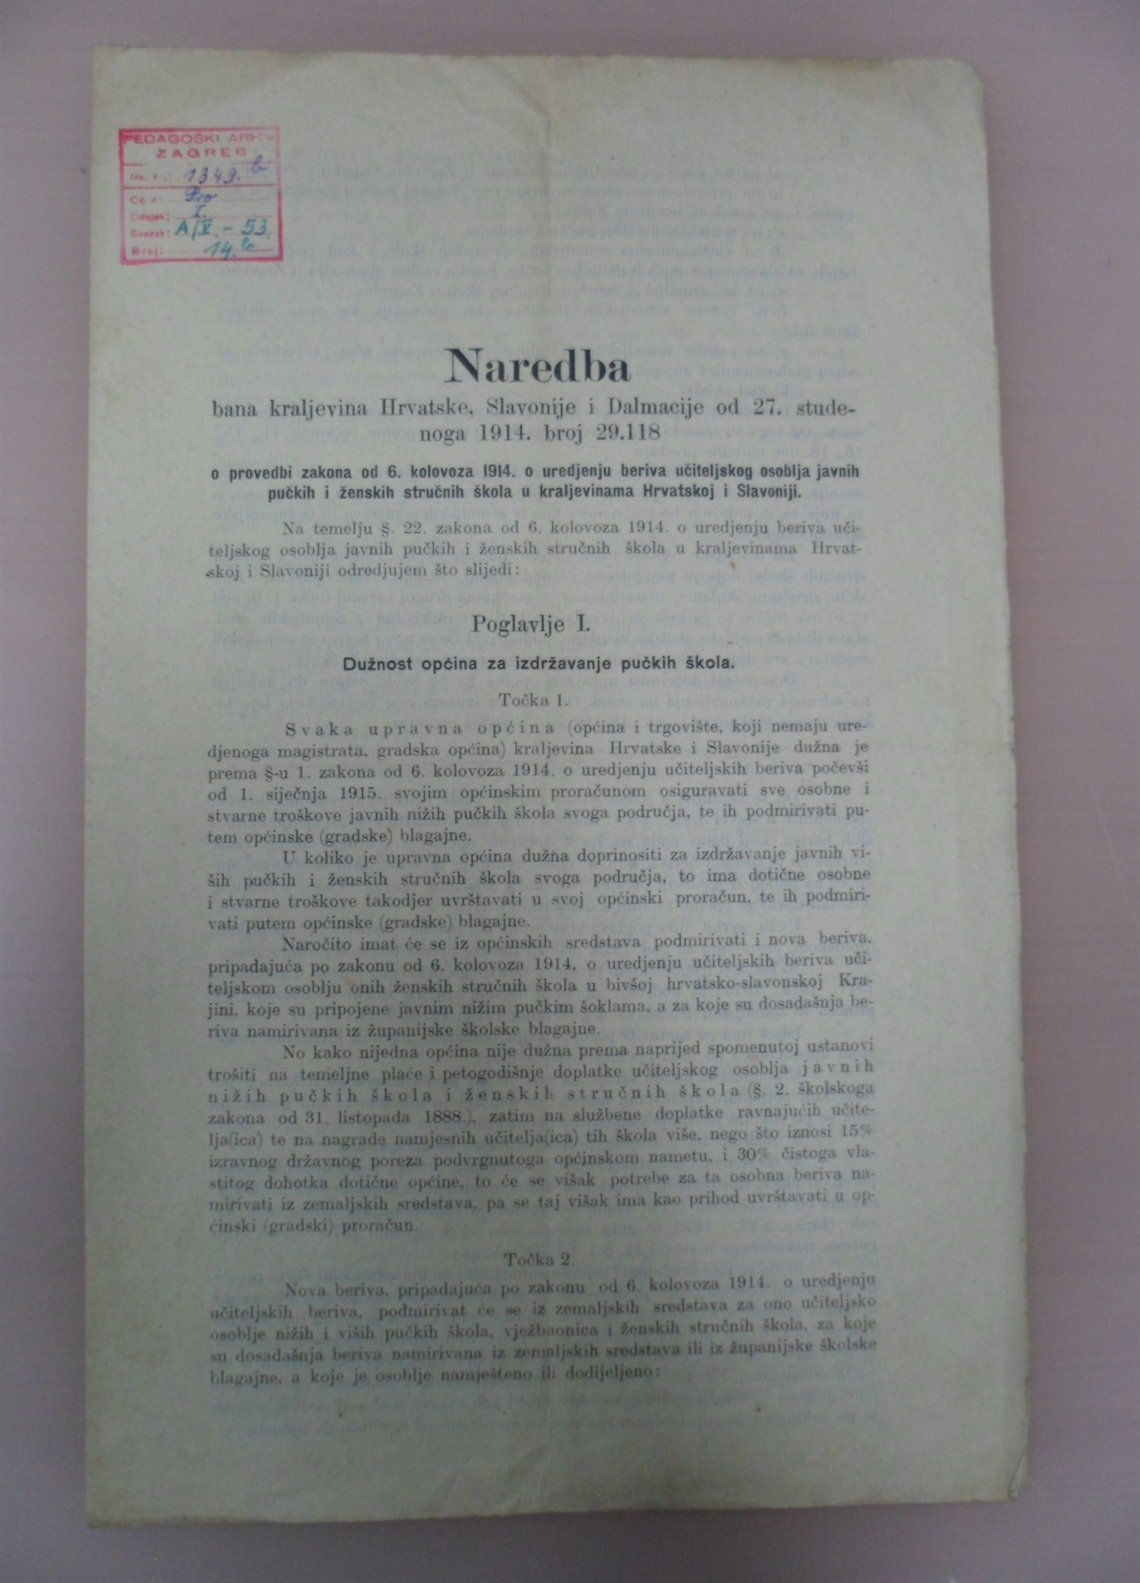 PEDAGOŠKI ARHIV
ZAGREB
Inv. br.: 1349.b
Odsjek: I.
Svezak: A/V. - 53.
Broj: 14.b
Naredba
bana kraljevina Hrvatske, Slavonije i Dalmacije od 27. stude-
noga 1914. broj 29.118
o provedbi zakona od 6. kolovoza 1914. o uredjenju beriva učiteljskog osoblja javnih
pučkih i ženskih stručnih škola u kraljevinama Hrvatskoj i Slavoniji.
Na temelju §. 22. zakona od 6. kolovoza 1914. o uredjenju beriva uči-
teljskog osoblja javnih pučkih i ženskih stručnih škola u kraljevinama Hrvat-
skoj i Slavoniji odredjujem što slijedi:
Poglavlje I.
Dužnost općina za izdržavanje pučkih škola.
Točka 1.
Svaka upravna općina (općina i trgovište, koji nemaju ure-
djenoga magistrata, gradska općina) kraljevina Hrvatske i Slavonije dužna je
prema §-u 1. zakona od 6. kolovoza 1914. o uredjenju učiteljskih beriva počevši
od 1. siječnja 1915. svojim općinskim proračunom osiguravati sve osobne i
stvarne troškove javnih nižih pučkih škola svoga područja, te ih podmirivati pu-
tem općinske (gradske) blagajne.
U koliko je upravna općina dužna doprinositi za izdržavanje javnih vi-
ših pučkih i ženskih stručnih škola svoga područja, to ima dotične osobne
i stvarne troškove takodjer uvrštavati u svoj općinski proračun, te ih podmiri-
vati putem općinske (gradske) blagajne.
Naročito imat će se iz općinskih sredstava podmirivati i nova beriva,
pripadajuća po zakonu od 6. kolovoza 1914. o uredjenju učiteljskih beriva uči-
teljskom osoblju onih ženskih stručnih škola u bivšoj hrvatsko-slavonskoj Kra-
jini, koje su pripojene javnim nižim pučkim šoklama, a za koje su dosadašnja be-
riva namirivana iz županijske školske blagajne.
No kako nijedna općina nije dužna prema naprijed spomenutoj ustanovi
trošiti na temeljne plaće i petogodišnje doplatke učiteljskog osoblja javnih
nižih pučkih škola i ženskih stručnih škola (§. 2. školskoga
zakona od 31. listopada 1888.), zatim na službene doplatke ravnajućih učite-
lja(ica) te na nagrade namjesnih učitelja(ica) tih škola više, nego što iznosi 15%
izravnog državnog poreza podvrgnutoga općinskom nametu, i 30% čistoga vla-
stitog dohotka dotične općine, to će se višak potrebe za ta osobna beriva na-
mirivati iz zemaljskih sredstava, pa se taj višak ima kao prihod uvrštavati u op-
ćinski (gradski) proračun.
Točka 2.
Nova beriva, pripadajuća po zakonu od 6. kolovoza 1914. o uredjenju
učiteljskih beriva, podmirivat će se iz zemaljskih sredstava za ono učiteljsko
osoblje nižih i viših pučkih škola, vježbaonica i ženskih stručnih škola, za koje
su dosadašnja beriva namirivana iz zemaljskih sredstava ili iz županijske školske
blagajne, a koje je osoblje namješteno ili dodijeljeno: